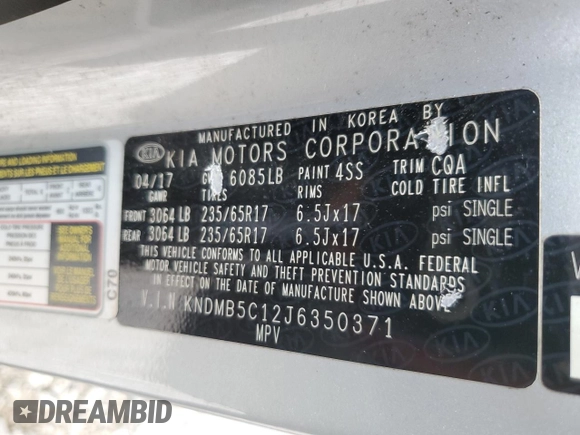 MANUFACTURED IN KOREA BY
KIA KIA MOTORS CORPORATION
04/17 6085LB PAINT 4SS TRIM CQA
GAWR TIRES RIMS COLD TIRE INFL
FRONT 3064 LB 235/65R17 6.5Jx17 psi SINGLE
REAR 3064 LB 235/65R17 6.5Jx17 psi SINGLE
THIS VEHICLE CONFORMS TO ALL APPLICABLE U.S.A. FEDERAL
MOTOR VEHICLE SAFETY AND THEFT PREVENTION STANDARDS
IN EFFECT ON THE DATE OF MANUFACTURE SHOWN ABOVE
V.I.N KNDMB5C12J6350371
MPV
C70
DREAMBID